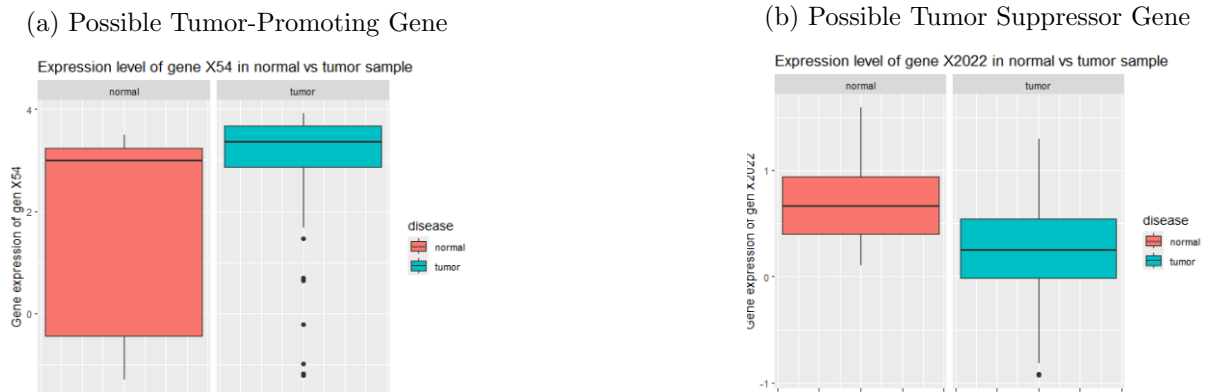 (a) Possible Tumor-Promoting Gene
Expression level of gene X54 in normal vs tumor sample
normal
tumor
Gene expression of gen X54
4
2
0
disease
normal
tumor
(b) Possible Tumor Suppressor Gene
Expression level of gene X2022 in normal vs tumor sample
normal
tumor
Gene expression of gen X2022
1
0
-1
disease
normal
tumor